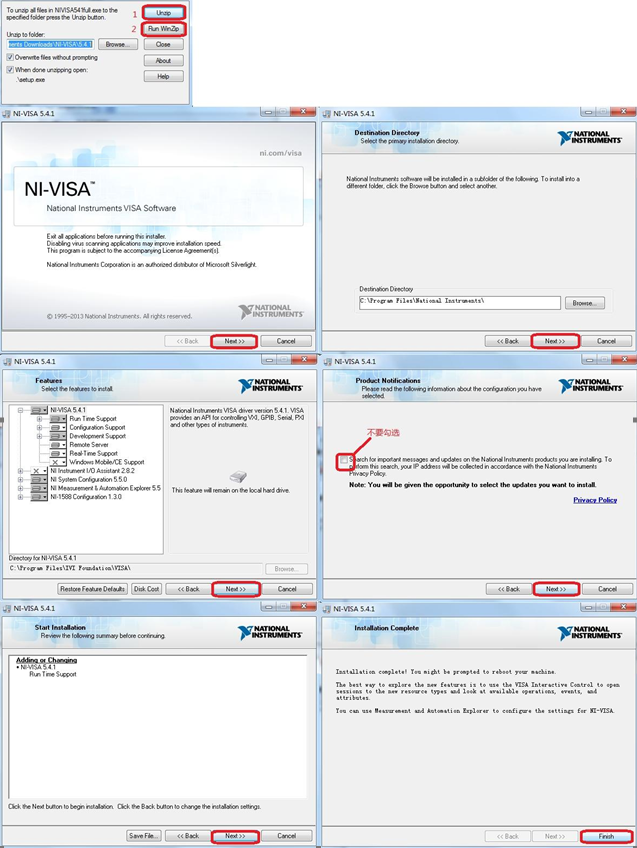 To unzip all files in NIVISA541full.exe to the
specified folder press the Unzip button.
1
Unzip
2
Run WinZip
Unzip to folder:
ments Downloads\NI-VISA\5.4.1
Browse...
Close
Overwrite files without prompting
About
When done unzipping open:
.\setup.exe
Help
NI-VISA 5.4.1
ni.com/visa
NI-VISA™
National Instruments VISA Software
Exit all applications before running this installer.
Disabling virus scanning applications may improve installation speed.
This program is subject to the accompanying License Agreement(s).
National Instruments Corporation is an authorized distributor of Microsoft Silverlight.
© 1995–2013 National Instruments. All rights reserved.
NATIONAL
INSTRUMENTS
<< Back
Next >>
Cancel
NI-VISA 5.4.1
Destination Directory
Select the primary installation directory.
NATIONAL
INSTRUMENTS
National Instruments software will be installed in a subfolder of the following. To install into a
different folder, click the Browse button and select another.
Destination Directory
C:\Program Files\National Instruments\
Browse...
<< Back
Next >>
Cancel
NI-VISA 5.4.1
Features
Select the features to install.
NATIONAL
INSTRUMENTS
NI-VISA 5.4.1
Run Time Support
Configuration Support
Development Support
Remote Server
Real-Time Support
Windows Mobile/CE Support
NI Instrument I/O Assistant 2.8.2
NI System Configuration 5.5.0
NI Measurement & Automation Explorer 5.5
NI-1588 Configuration 1.3.0
National Instruments VISA driver version 5.4.1. VISA
provides an API for controlling VXI, GPIB, Serial, PXI
and other types of instruments.
This feature will remain on the local hard drive.
Directory for NI-VISA 5.4.1
C:\Program Files\IVI Foundation\VISA\
Browse...
Restore Feature Defaults
Disk Cost
<< Back
Next >>
Cancel
NI-VISA 5.4.1
Product Notifications
Please read the following information about the configuration you have
selected.
NATIONAL
INSTRUMENTS
不要勾选
Search for important messages and updates on the National Instruments products you are installing. To
perform this search, your IP address will be collected in accordance with the National Instruments
Privacy Policy.
Note: You will be given the opportunity to select the updates you want to install.
Privacy Policy
<< Back
Next >>
Cancel
NI-VISA 5.4.1
Start Installation
Review the following summary before continuing.
NATIONAL
INSTRUMENTS
Adding or Changing
• NI-VISA 5.4.1
Run Time Support
Click the Next button to begin installation. Click the Back button to change the installation settings.
Save File...
<< Back
Next >>
Cancel
NI-VISA 5.4.1
Installation Complete
NATIONAL
INSTRUMENTS
Installation complete! You might be prompted to reboot your machine.
The best way to explore the new features is to use the VISA Interactive Control to open
sessions to the new resource types and look at available operations, events, and
attributes.
You can use Measurement and Automation Explorer to configure the settings for NI-VISA.
<< Back
Next >>
Finish